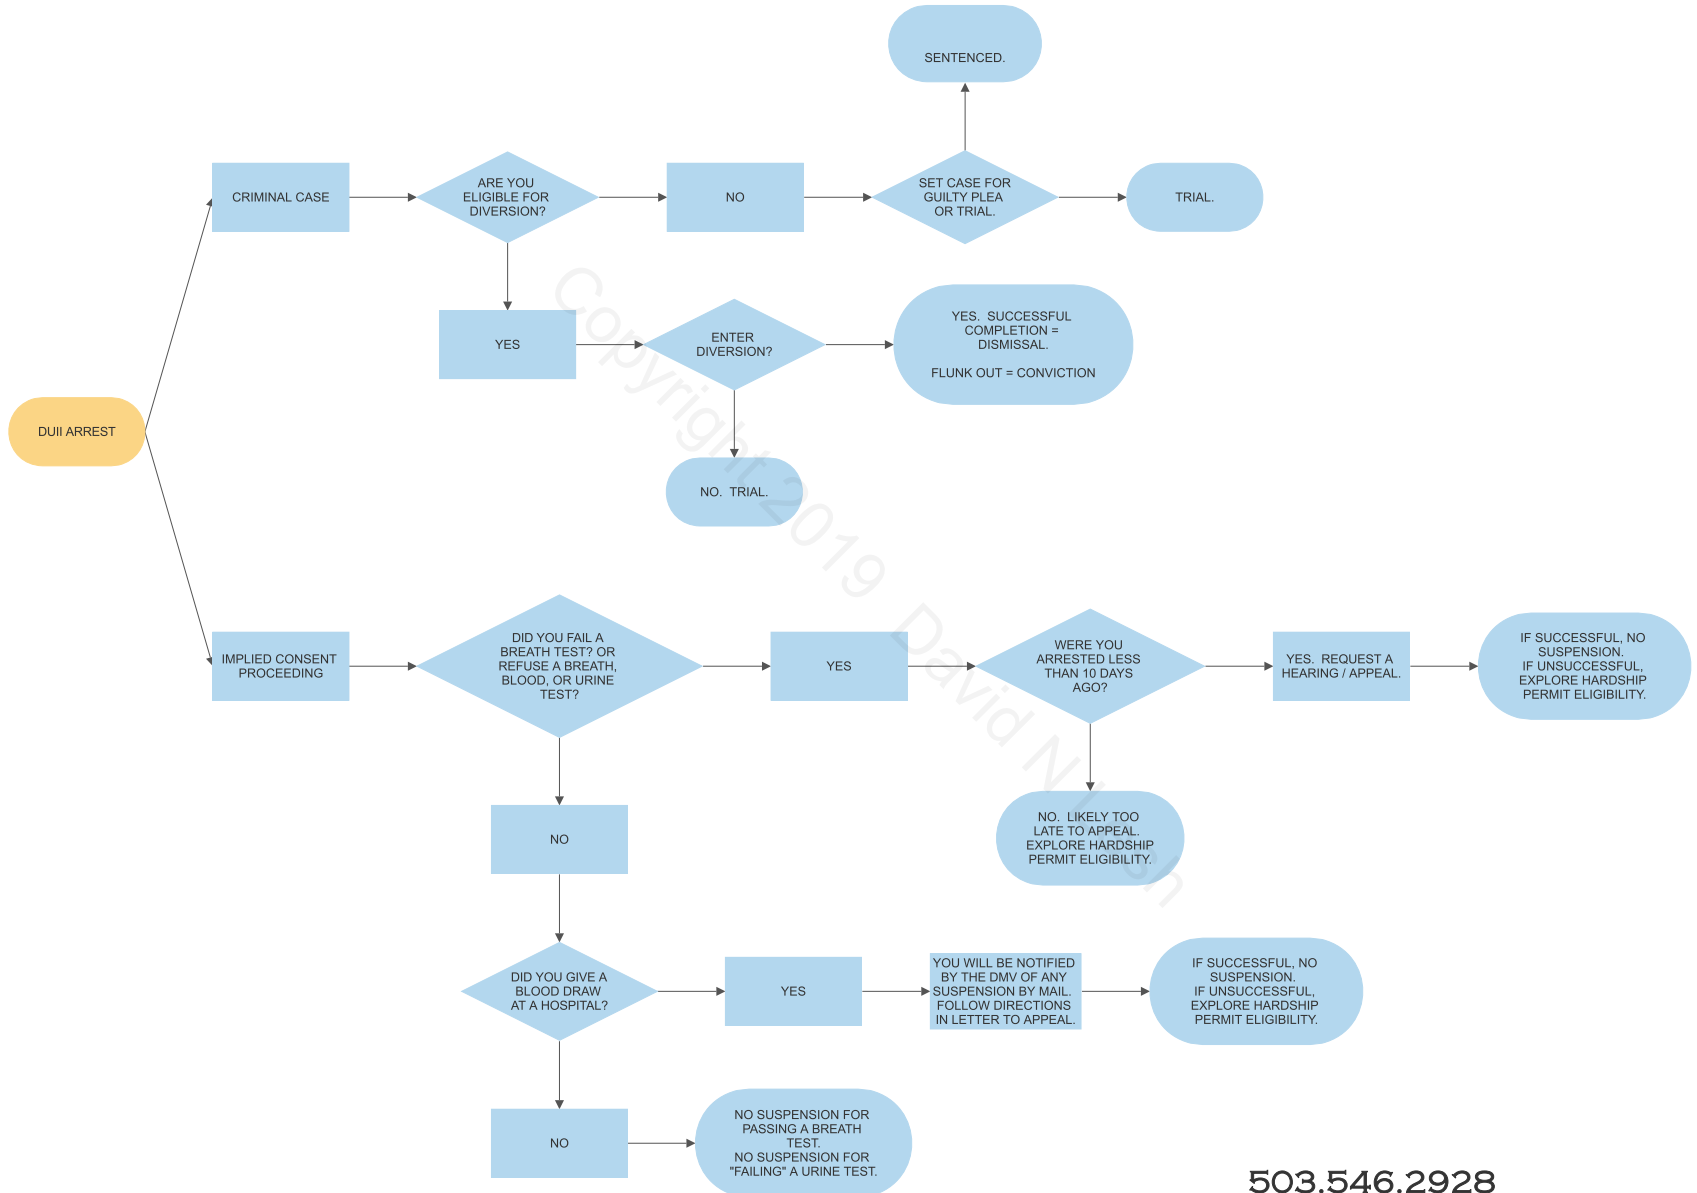 SENTENCED.
CRIMINAL CASE
ARE YOU
ELIGIBLE FOR
DIVERSION?
NO
SET CASE FOR
GUILTY PLEA
OR TRIAL.
TRIAL.
YES
ENTER
DIVERSION?
YES.  SUCCESSFUL
COMPLETION =
DISMISSAL.
FLUNK OUT = CONVICTION
DUII ARREST
NO.  TRIAL.
IMPLIED CONSENT
PROCEEDING
DID YOU FAIL A
BREATH TEST? OR
REFUSE A BREATH,
BLOOD, OR URINE
TEST?
YES
WERE YOU
ARRESTED LESS
THAN 10 DAYS
AGO?
YES.  REQUEST A
HEARING / APPEAL.
IF SUCCESSFUL, NO
SUSPENSION.
IF UNSUCCESSFUL,
EXPLORE HARDSHIP
PERMIT ELIGIBILITY.
NO
NO.  LIKELY TOO
LATE TO APPEAL.
EXPLORE HARDSHIP
PERMIT ELIGIBILITY.
DID YOU GIVE A
BLOOD DRAW
AT A HOSPITAL?
YES
YOU WILL BE NOTIFIED
BY THE DMV OF ANY
SUSPENSION BY MAIL.
FOLLOW DIRECTIONS
IN LETTER TO APPEAL.
IF SUCCESSFUL, NO
SUSPENSION.
IF UNSUCCESSFUL,
EXPLORE HARDSHIP
PERMIT ELIGIBILITY.
NO
NO SUSPENSION FOR
PASSING A BREATH
TEST.
NO SUSPENSION FOR
"FAILING" A URINE TEST.
Copyright 2019 David N
503.546.2928